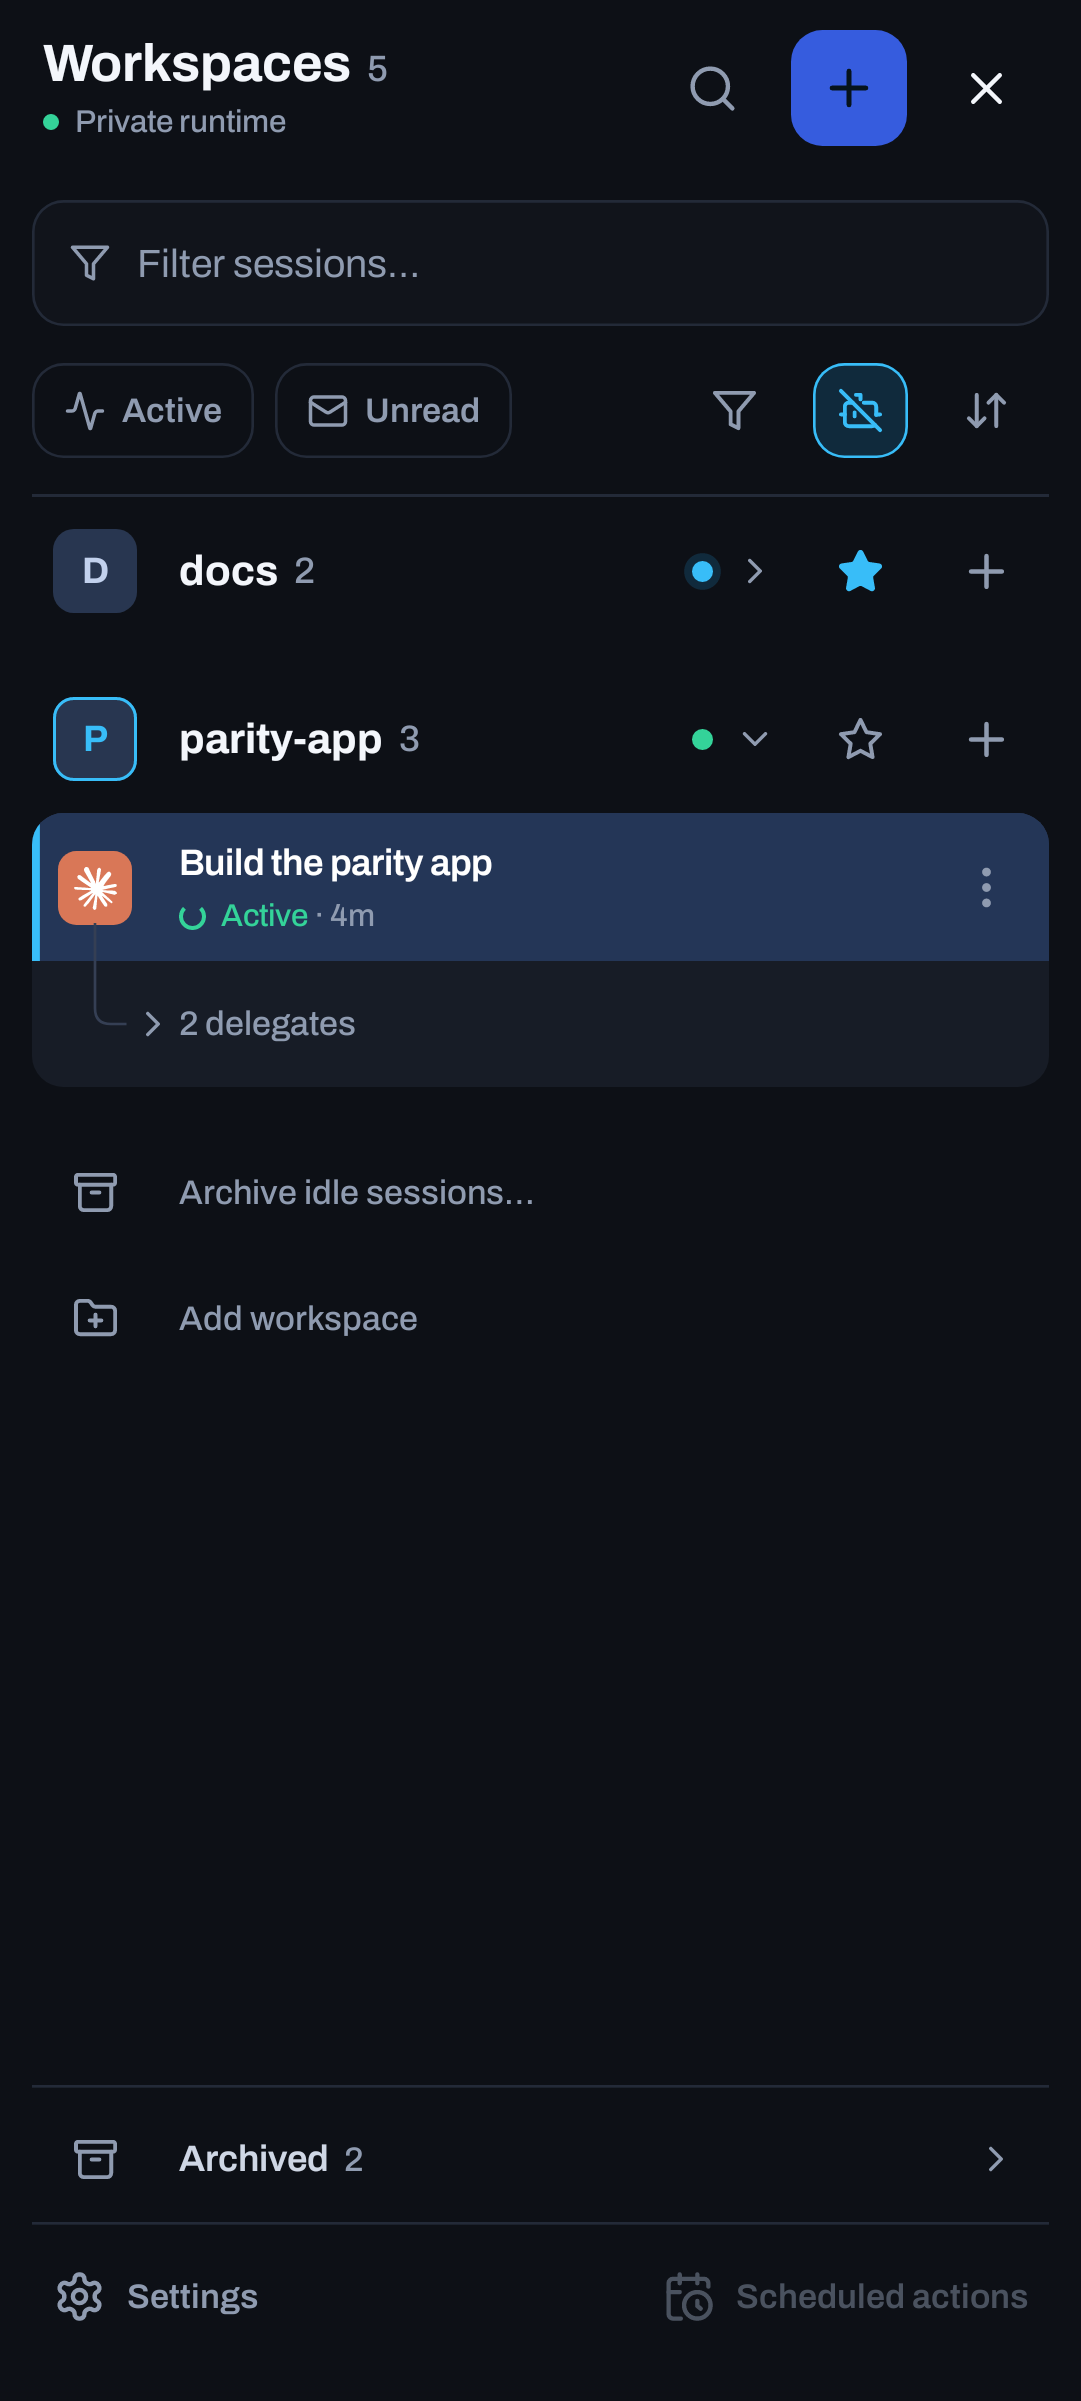 Workspaces 5
Private runtime
Filter sessions...
Active
Unread
D docs 2
P parity-app 3
Build the parity app
Active · 4m
2 delegates
Archive idle sessions...
Add workspace
Archived 2
Settings
Scheduled actions